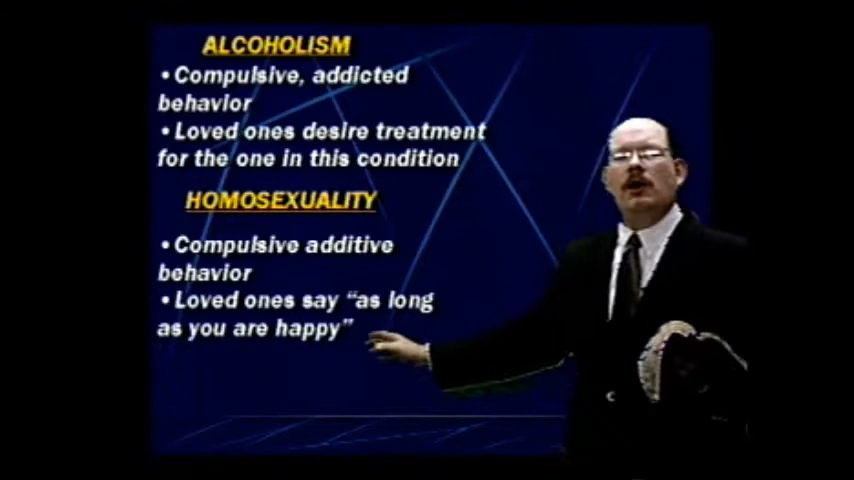 ALCOHOLISM
• Compulsive, addicted
behavior
• Loved ones desire treatment
for the one in this condition
HOMOSEXUALITY
• Compulsive additive
behavior
• Loved ones say “as long
as you are happy”